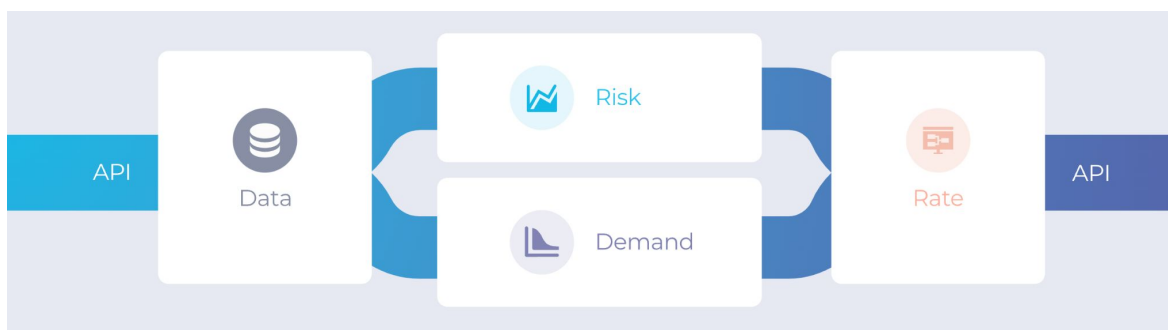 API
Data
Risk
Demand
Rate
API